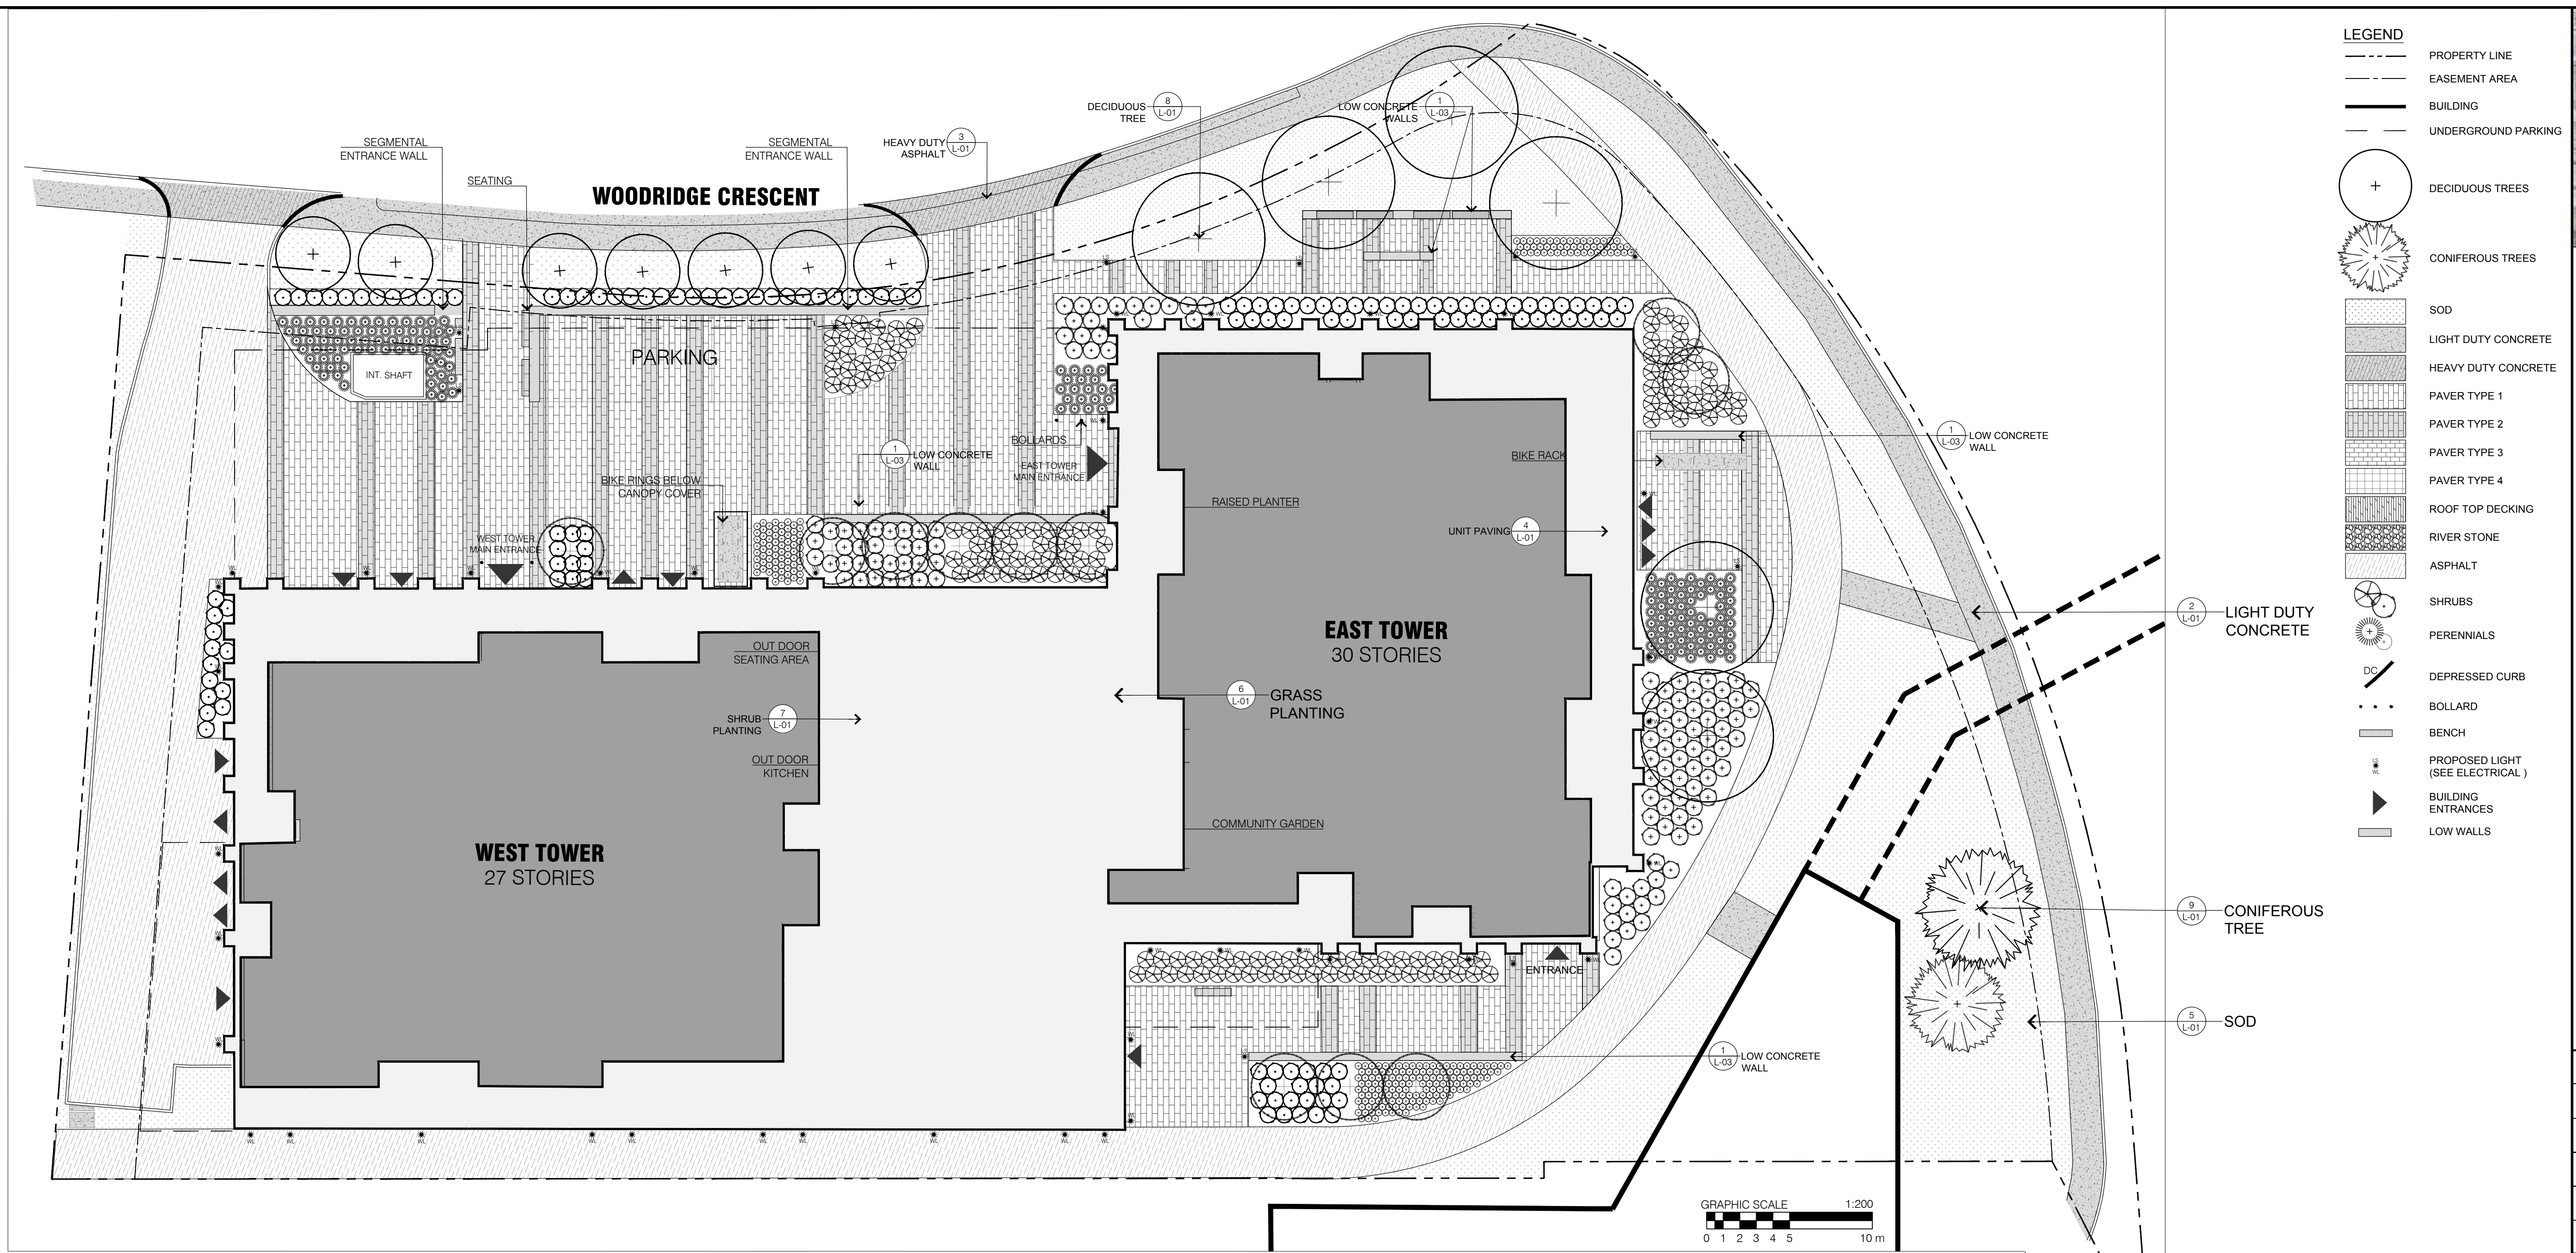 LEGEND
PROPERTY LINE
EASEMENT AREA
BUILDING
UNDERGROUND PARKING
DECIDUOUS TREES
CONIFEROUS TREES
SOD
LIGHT DUTY CONCRETE
HEAVY DUTY CONCRETE
PAVER TYPE 1
PAVER TYPE 2
PAVER TYPE 3
PAVER TYPE 4
ROOF TOP DECKING
RIVER STONE
ASPHALT
SHRUBS
PERENNIALS
DC
DEPRESSED CURB
BOLLARD
BENCH
LS
WL
PROPOSED LIGHT
(SEE ELECTRICAL )
BUILDING
ENTRANCES
LOW WALLS
DECIDUOUS
TREE
8
L-01
LOW CONCRETE
WALLS
1
L-03
SEGMENTAL
ENTRANCE WALL
SEGMENTAL
ENTRANCE WALL
HEAVY DUTY
ASPHALT
3
L-01
SEATING
WOODRIDGE CRESCENT
PARKING
INT. SHAFT
BOLLARDS
1
L-03
LOW CONCRETE
WALL
EAST TOWER
MAIN ENTRANCE
BIKE RINGS BELOW
CANOPY COVER
WEST TOWER
MAIN ENTRANCE
BIKE RACK
1
L-03
LOW CONCRETE
WALL
RAISED PLANTER
UNIT PAVING
4
L-01
EAST TOWER
30 STORIES
2
L-01
LIGHT DUTY
CONCRETE
OUT DOOR
SEATING AREA
6
L-01
GRASS
PLANTING
SHRUB
PLANTING
7
L-01
OUT DOOR
KITCHEN
COMMUNITY GARDEN
WEST TOWER
27 STORIES
9
L-01
CONIFEROUS
TREE
ENTRANCE
5
L-01
SOD
1
L-03
LOW CONCRETE
WALL
GRAPHIC SCALE 1:200
0 1 2 3 4 5 10 m